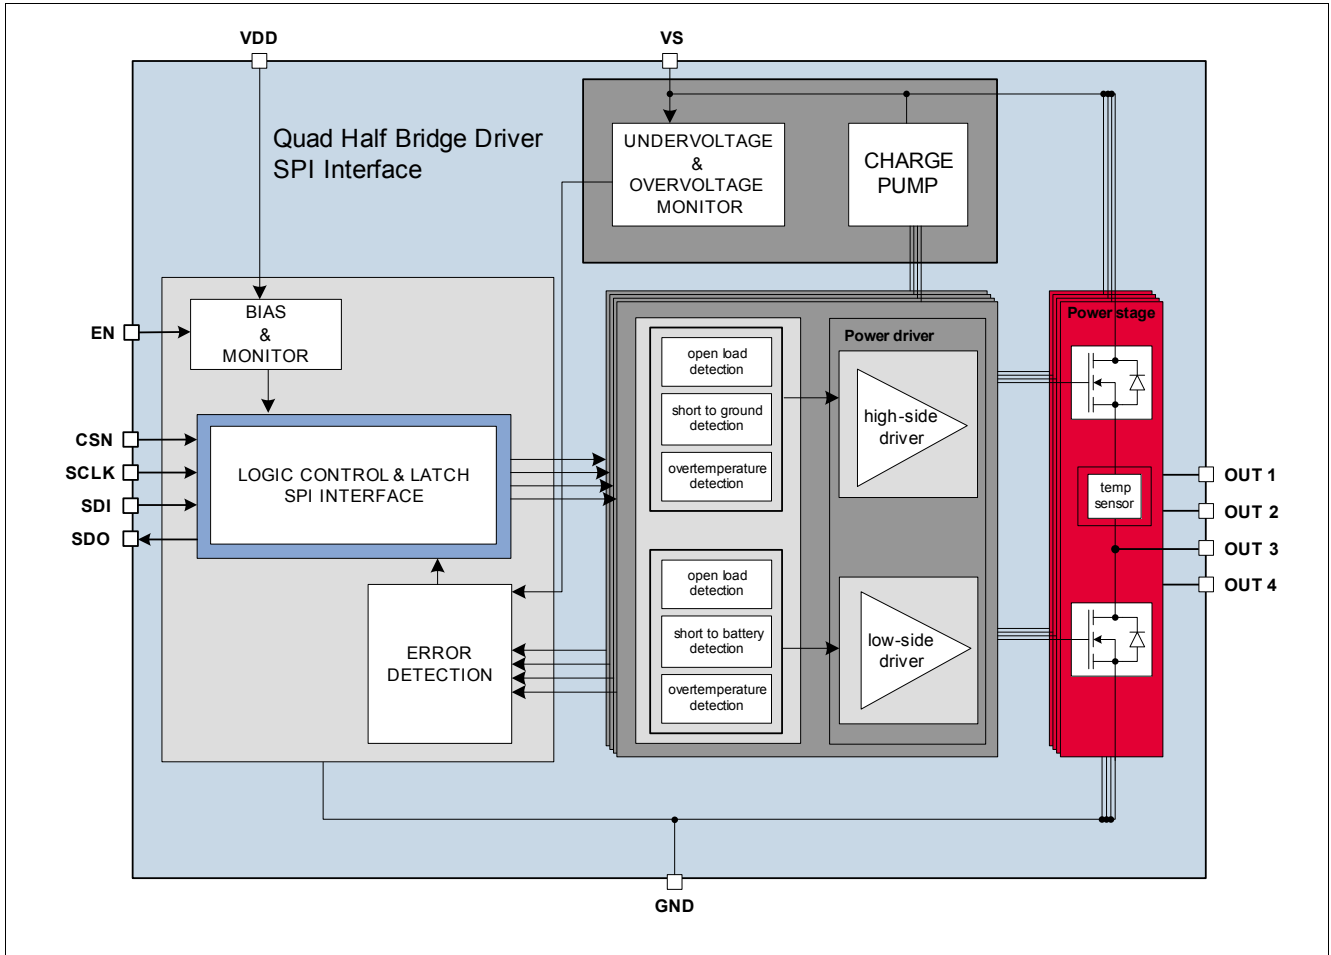 VDD
VS
Quad Half Bridge Driver
SPI Interface
UNDERVOLTAGE
&
OVERVOLTAGE
MONITOR
CHARGE
PUMP
EN
BIAS
&
MONITOR
CSN
SCLK
SDI
SDO
LOGIC CONTROL & LATCH
SPI INTERFACE
ERROR
DETECTION
open load
detection
short to ground
detection
overtemperature
detection
open load
detection
short to battery
detection
overtemperature
detection
Power driver
high-side
driver
low-side
driver
Power stage
temp
sensor
OUT 1
OUT 2
OUT 3
OUT 4
GND